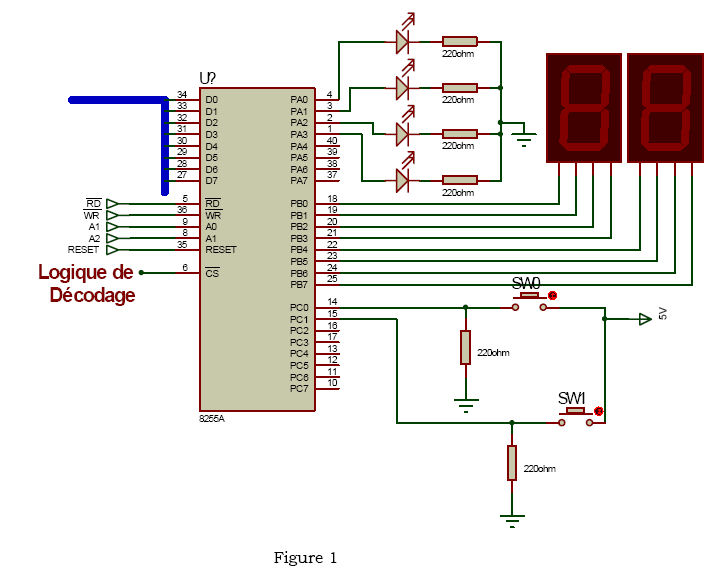 U?
34 D0 PA0 4
33 D1 PA1 3
32 D2 PA2 2
31 D3 PA3 1
30 D4 PA4 40
29 D5 PA5 39
28 D6 PA6 38
27 D7 PA7 37
RD 5 RD PB0 18
WR 36 WR PB1 19
A1 9 A0 PB2 20
A2 8 A1 PB3 21
RESET 35 RESET PB4 22
PB5 23
Logique de
Décodage
6 CS PB6 24
PB7 25
PC0 14
PC1 15
PC2 16
PC3 17
PC4 13
PC5 12
PC6 11
PC7 10
8255A
220ohm
220ohm
220ohm
220ohm
SW0
5V
220ohm
SW1
220ohm
Figure 1